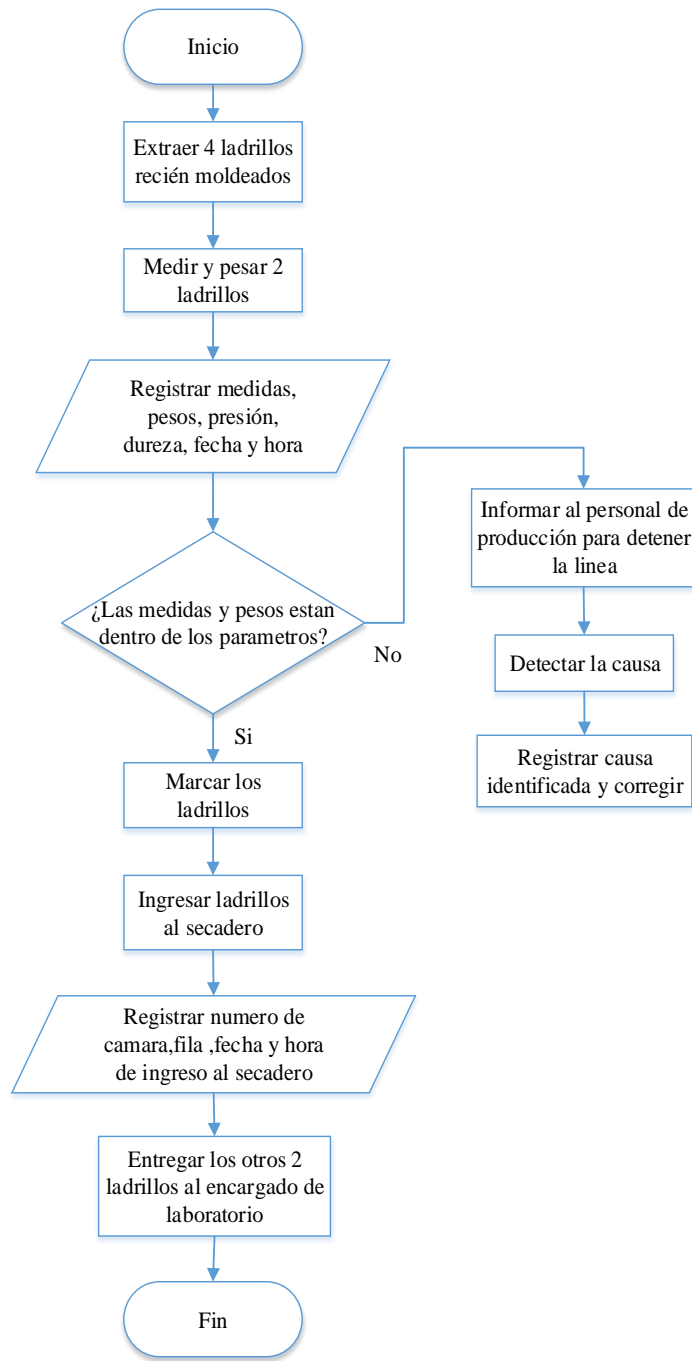 Inicio
Extraer 4 ladrillos
recién moldeados
Medir y pesar 2
ladrillos
Registrar medidas,
pesos, presión,
dureza, fecha y hora
¿Las medidas y pesos estan
dentro de los parametros?
No
Informar al personal de
producción para detener
la linea
Detectar la causa
Registrar causa
identificada y corregir
Si
Marcar los
ladrillos
Ingresar ladrillos
al secadero
Registrar numero de
camara,fila ,fecha y hora
de ingreso al secadero
Entregar los otros 2
ladrillos al encargado de
laboratorio
Fin